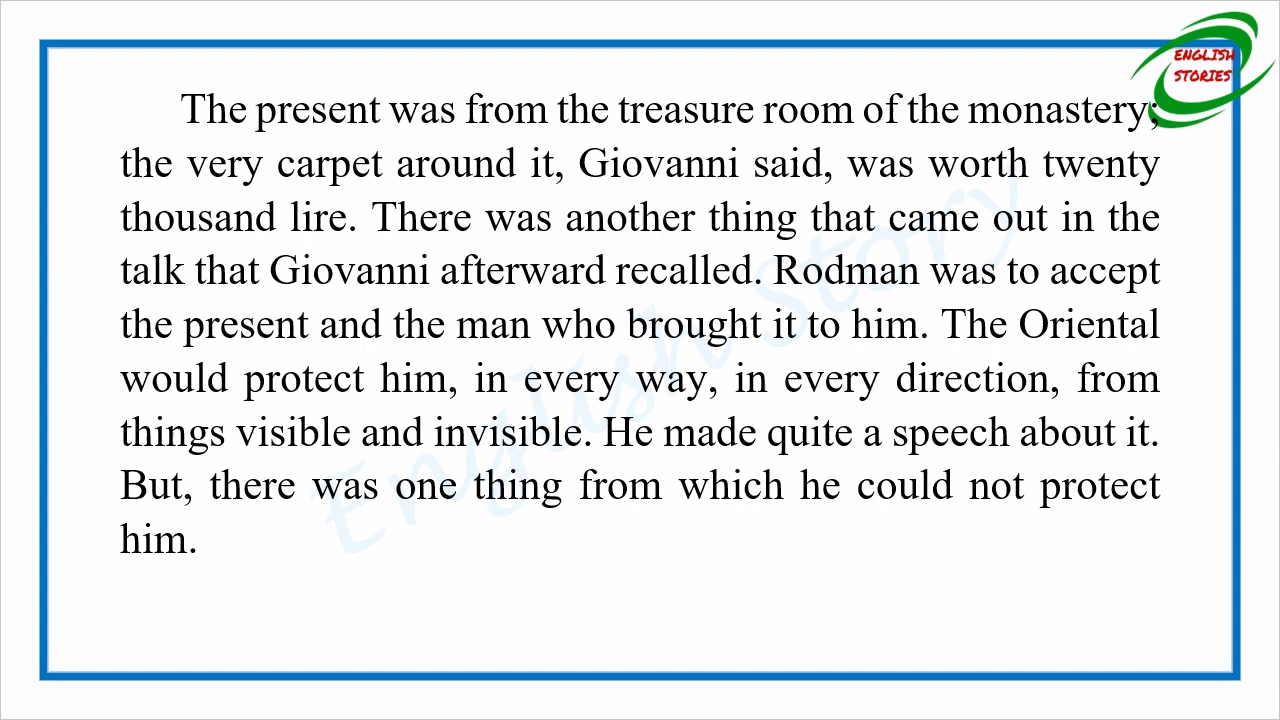 ENGLISH
STORIES
The present was from the treasure room of the monastery;
the very carpet around it, Giovanni said, was worth twenty
thousand lire. There was another thing that came out in the
talk that Giovanni afterward recalled. Rodman was to accept
the present and the man who brought it to him. The Oriental
would protect him, in every way, in every direction, from
things visible and invisible. He made quite a speech about it.
But, there was one thing from which he could not protect
him.
English Story